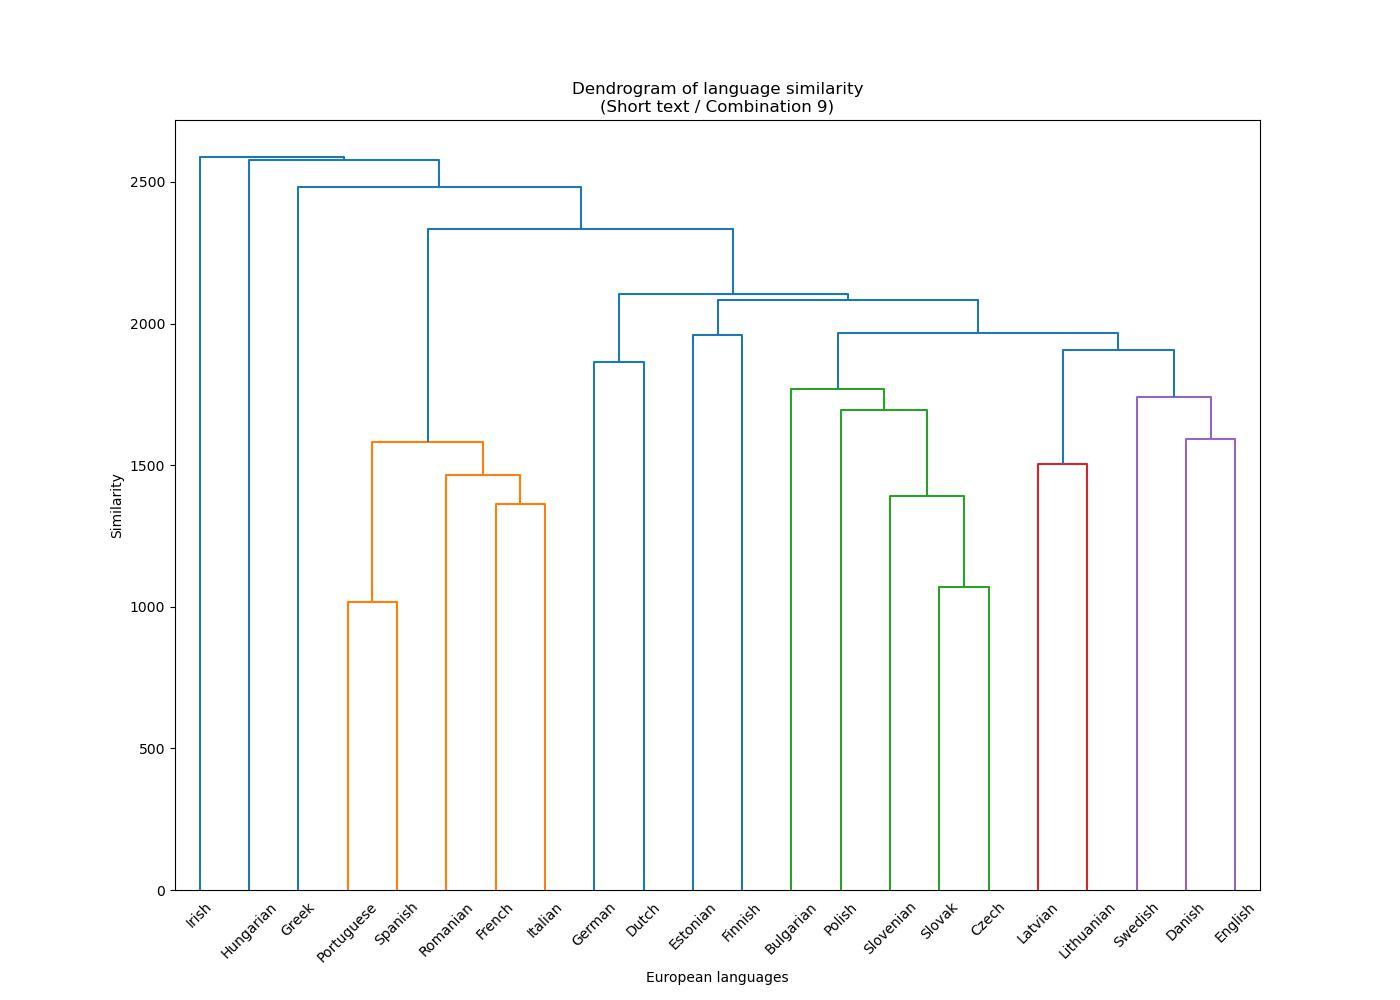 Dendrogram of language similarity
(Short text / Combination 9)
2500
2000
1500
1000
500
0
Similarity
Irish
Hungarian
Greek
Portuguese
Spanish
Romanian
French
Italian
German
Dutch
Estonian
Finnish
Bulgarian
Polish
Slovenian
Slovak
Czech
Latvian
Lithuanian
Swedish
Danish
English
European languages